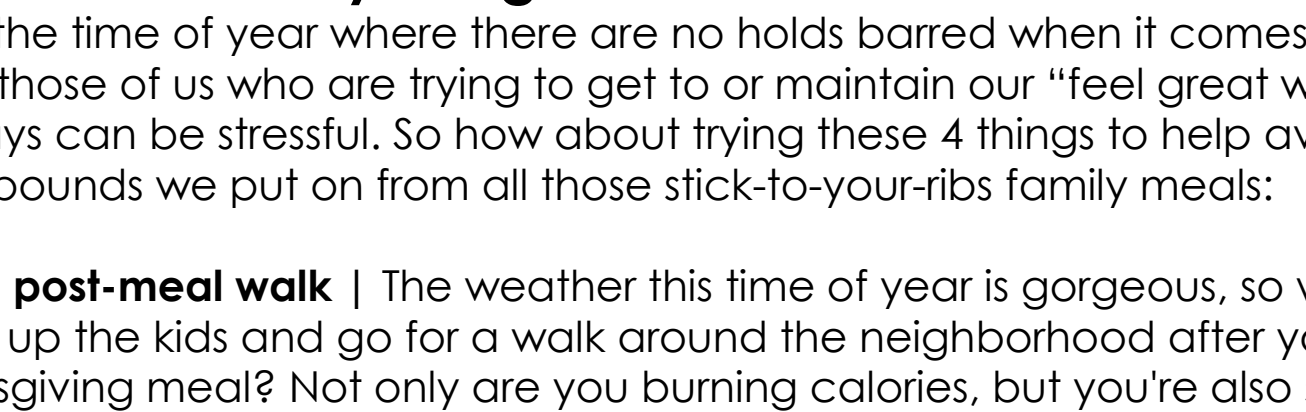 the time of year where there are no holds barred when it comes
those of us who are trying to get to or maintain our “feel great w
ys can be stressful. So how about trying these 4 things to help av
pounds we put on from all those stick-to-your-ribs family meals:
post-meal walk | The weather this time of year is gorgeous, so
up the kids and go for a walk around the neighborhood after yo
sgiving meal? Not only are you burning calories, but you're also